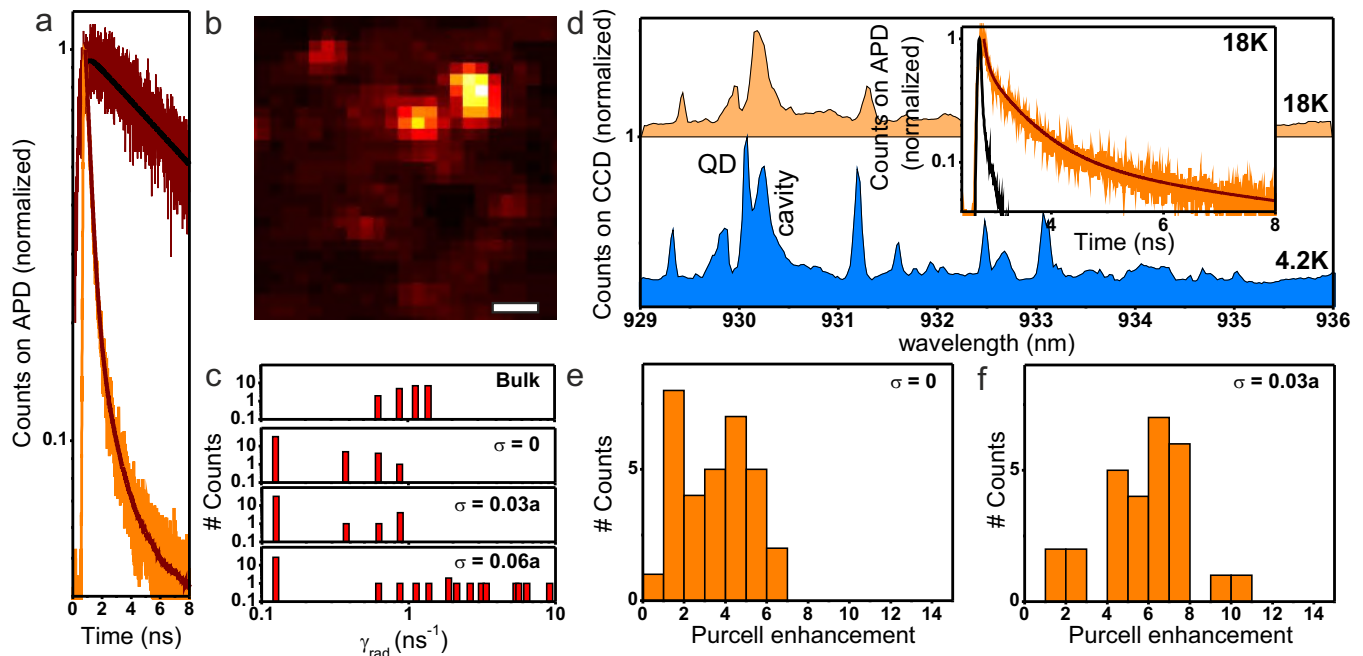 a
Counts on APD (normalized)
1
0.1
0 2 4 6 8
Time (ns)
b
c
# Counts
Bulk
10
1
0.1
σ = 0
10
1
0.1
σ = 0.03a
10
1
0.1
σ = 0.06a
10
1
0.1
0.1 1 10
γrad (ns-1)
d
Counts on CCD (normalized)
1
QD
cavity
18K
4.2K
929 930 931 932 933 934 935 936
wavelength (nm)
Counts on APD
(normalized)
1
0.1
18K
4 6 8
Time (ns)
e
# Counts
σ = 0
5
0
0 2 4 6 8 10 12 14
Purcell enhancement
f
# Counts
σ = 0.03a
5
0
0 2 4 6 8 10 12 14
Purcell enhancement